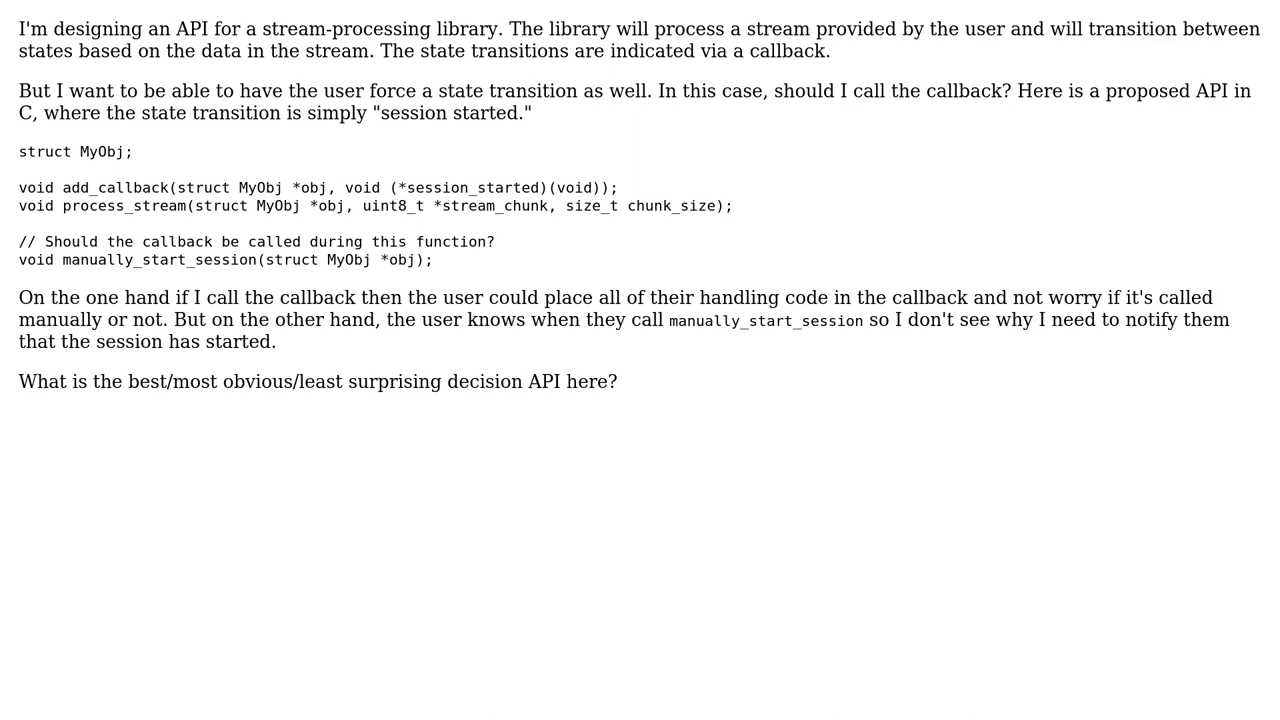 I'm designing an API for a stream-processing library. The library will process a stream provided by the user and will transition between
states based on the data in the stream. The state transitions are indicated via a callback.
But I want to be able to have the user force a state transition as well. In this case, should I call the callback? Here is a proposed API in
C, where the state transition is simply "session started."
struct MyObj;
void add_callback(struct MyObj *obj, void (*session_started)(void));
void process_stream(struct MyObj *obj, uint8_t *stream_chunk, size_t chunk_size);
// Should the callback be called during this function?
void manually_start_session(struct MyObj *obj);
On the one hand if I call the callback then the user could place all of their handling code in the callback and not worry if it's called
manually or not. But on the other hand, the user knows when they call manually_start_session so I don't see why I need to notify them
that the session has started.
What is the best/most obvious/least surprising decision API here?